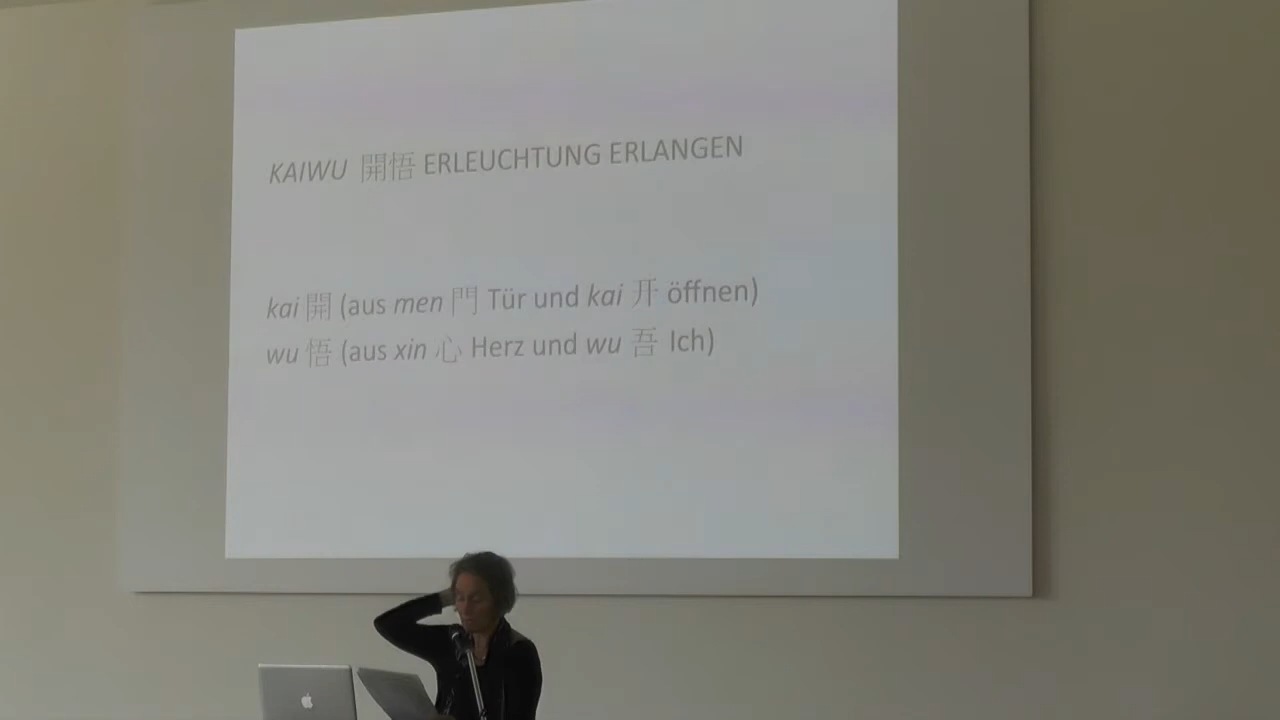 KAIWU 開悟 ERLEUCHTUNG ERLANGEN
kai 開 (aus men 門 Tür und kai 开 öffnen)
wu 悟 (aus xin 心 Herz und wu 吾 Ich)